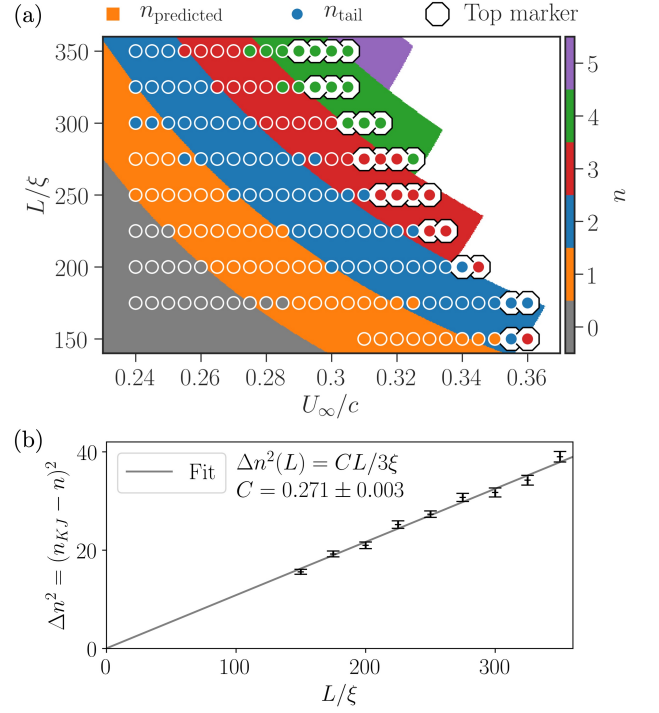 (a) n_predicted n_tail Top marker
350
300
250
200
150
L/ξ
0.24 0.26 0.28 0.3 0.32 0.34 0.36
U_∞/c
5
4
3
2
1
0
n
(b)
Fit
Δn²(L) = CL/3ξ
C = 0.271 ± 0.003
40
20
0
Δn² = (n_KJ − n)²
0 100 200 300
L/ξ